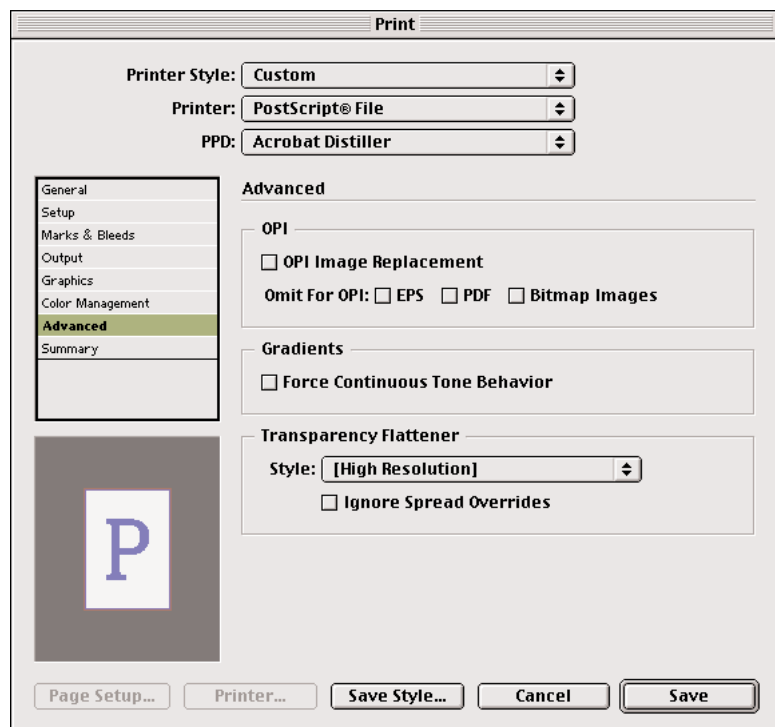 Print
Printer Style: Custom
Printer: PostScript® File
PPD: Acrobat Distiller
General
Setup
Marks & Bleeds
Output
Graphics
Color Management
Advanced
Summary
Advanced
OPI
OPI Image Replacement
Omit For OPI: EPS PDF Bitmap Images
Gradients
Force Continuous Tone Behavior
Transparency Flattener
Style: [High Resolution]
Ignore Spread Overrides
P
Page Setup... Printer... Save Style... Cancel Save